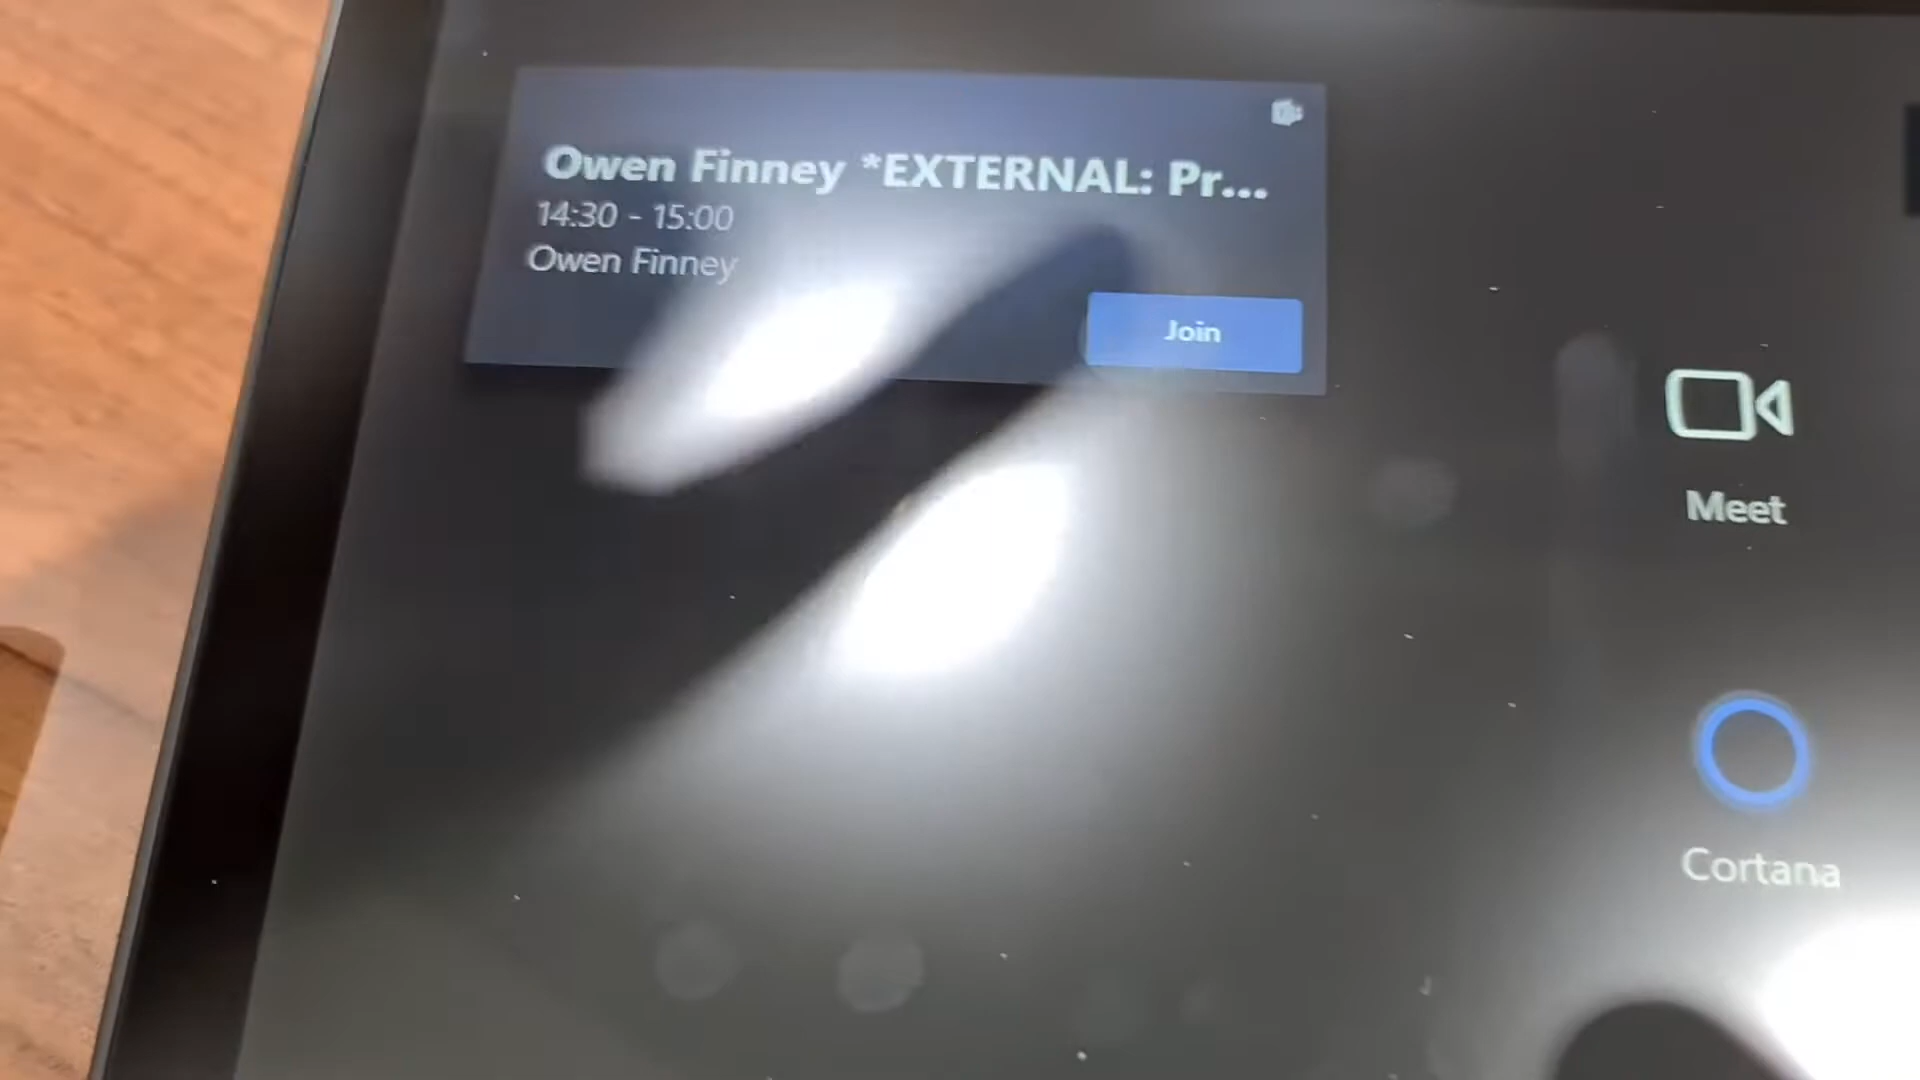 Owen Finney *EXTERNAL: Pr...
14:30 - 15:00
Owen Finney
Join
Meet
Cortana